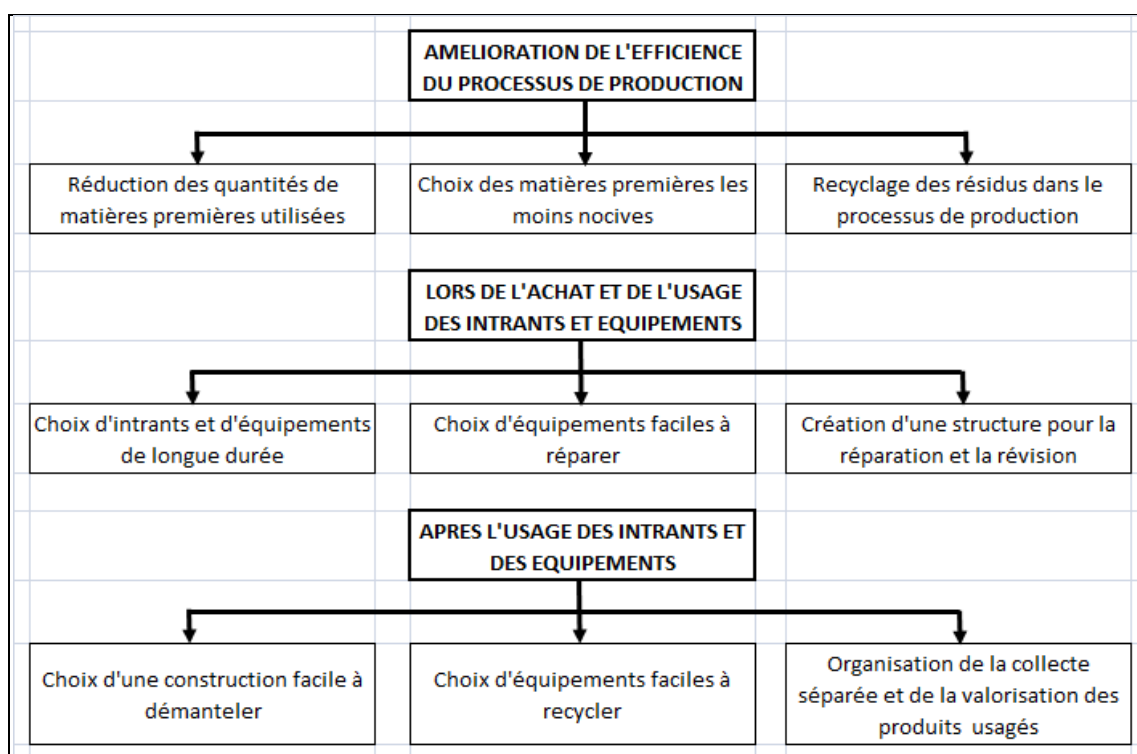 AMELIORATION DE L'EFFICIENCE
DU PROCESSUS DE PRODUCTION
Réduction des quantités de
matières premières utilisées
Choix des matières premières les
moins nocives
Recyclage des résidus dans le
processus de production
LORS DE L'ACHAT ET DE L'USAGE
DES INTRANTS ET EQUIPEMENTS
Choix d'intrants et d'équipements
de longue durée
Choix d'équipements faciles à
réparer
Création d'une structure pour la
réparation et la révision
APRES L'USAGE DES INTRANTS ET
DES EQUIPEMENTS
Choix d'une construction facile à
démanteler
Choix d'équipements faciles à
recycler
Organisation de la collecte
séparée et de la valorisation des
produits usagés